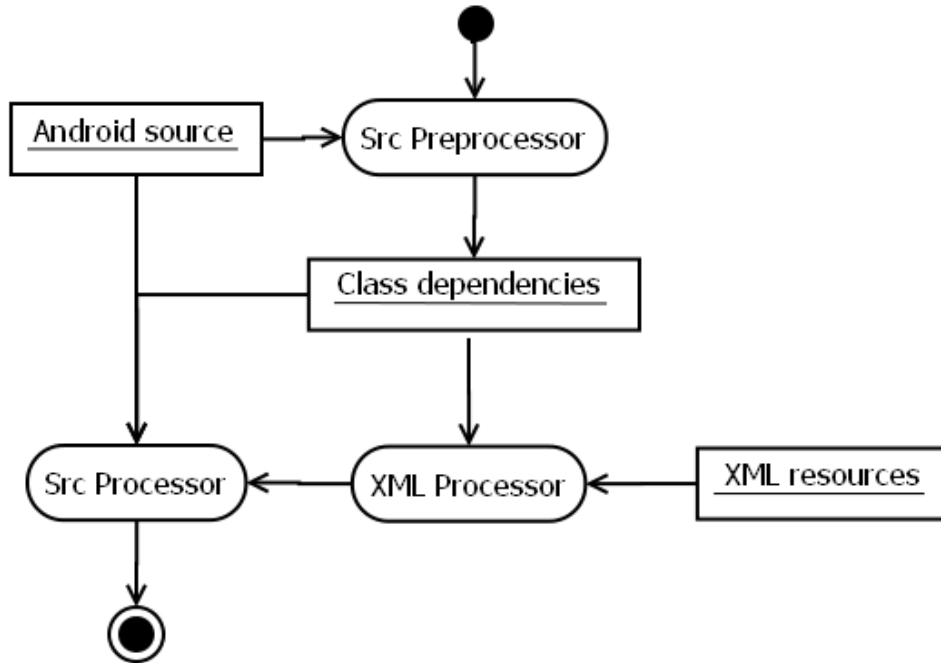 Android source
Src Preprocessor
Class dependencies
Src Processor
XML Processor
XML resources